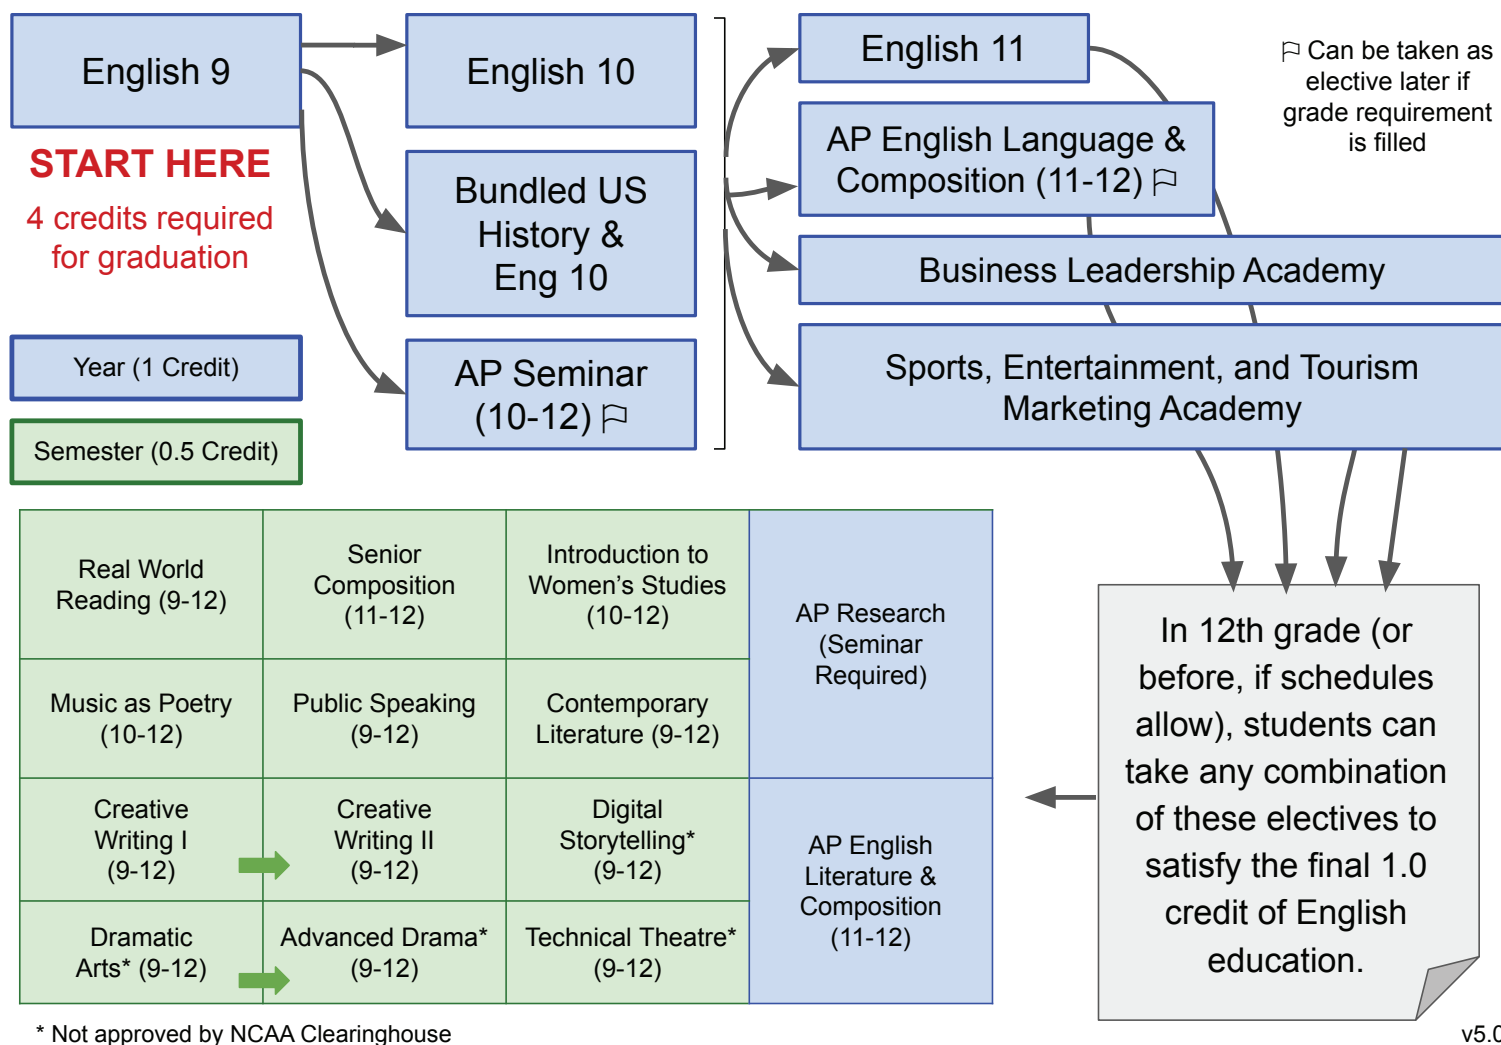 English 9
START HERE
4 credits required
for graduation
Year (1 Credit)
Semester (0.5 Credit)
English 10
Bundled US
History &
Eng 10
AP Seminar
(10-12) ⚐
English 11
AP English Language &
Composition (11-12) ⚐
Business Leadership Academy
Sports, Entertainment, and Tourism
Marketing Academy
⚐ Can be taken as
elective later if
grade requirement
is filled
Real World
Reading (9-12)
Senior
Composition
(11-12)
Introduction to
Women’s Studies
(10-12)
AP Research
(Seminar
Required)
Music as Poetry
(10-12)
Public Speaking
(9-12)
Contemporary
Literature (9-12)
Creative
Writing I
(9-12)
Creative
Writing II
(9-12)
Digital
Storytelling*
(9-12)
AP English
Literature &
Composition
(11-12)
Dramatic
Arts* (9-12)
Advanced Drama*
(9-12)
Technical Theatre*
(9-12)
In 12th grade (or
before, if schedules
allow), students can
take any combination
of these electives to
satisfy the final 1.0
credit of English
education.
* Not approved by NCAA Clearinghouse
v5.0